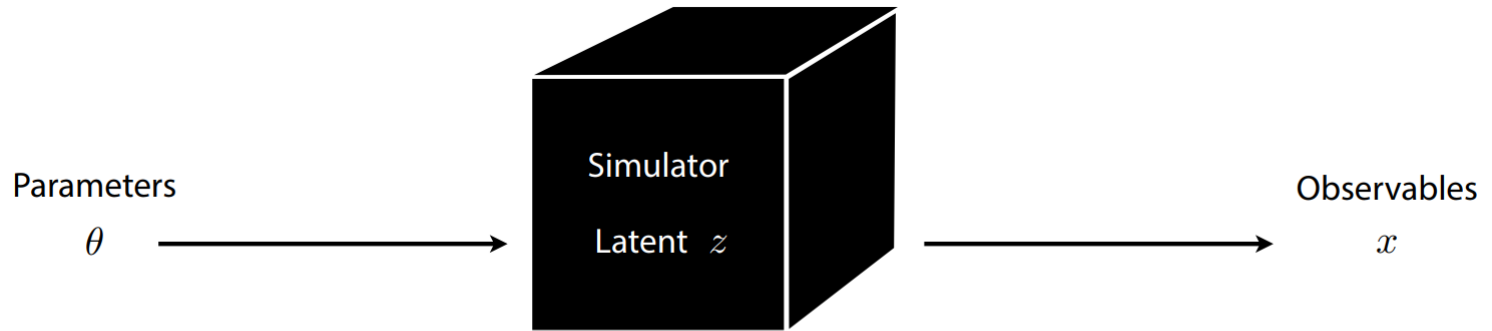 Parameters
θ
Simulator
Latent z
Observables
x